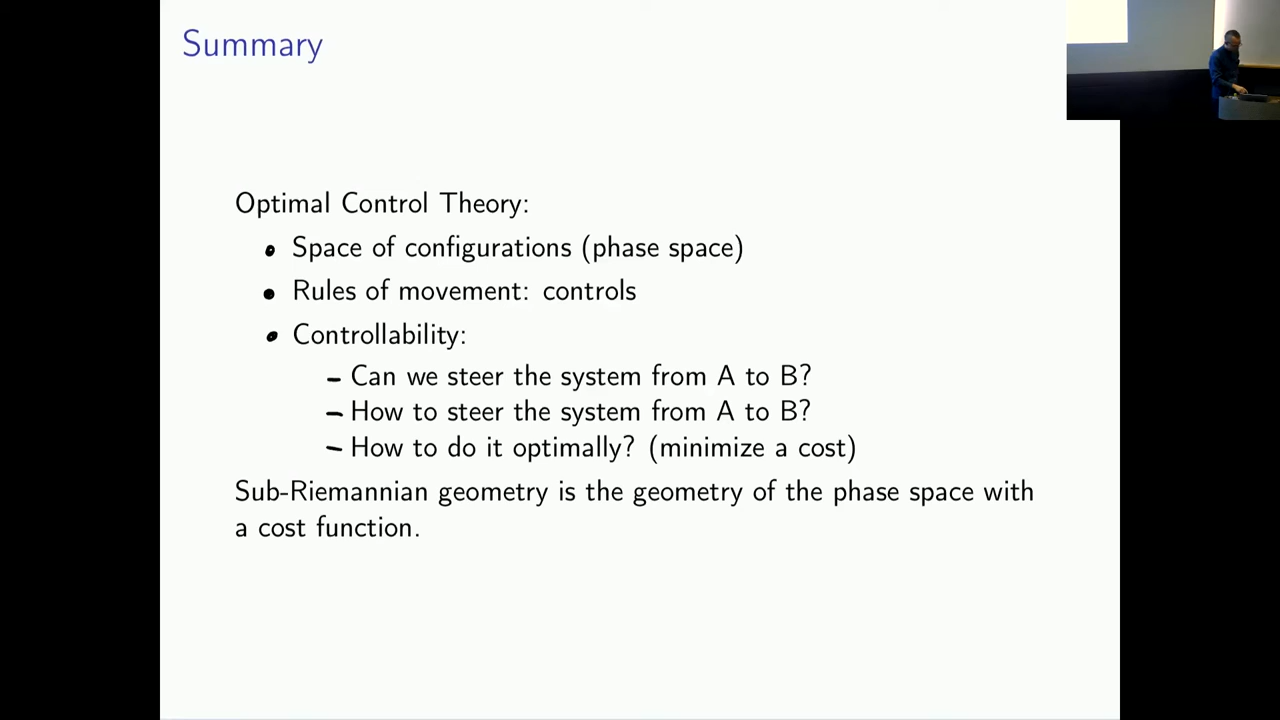 Summary
Optimal Control Theory:
• Space of configurations (phase space)
• Rules of movement: controls
• Controllability:
– Can we steer the system from A to B?
– How to steer the system from A to B?
– How to do it optimally? (minimize a cost)
Sub-Riemannian geometry is the geometry of the phase space with
a cost function.